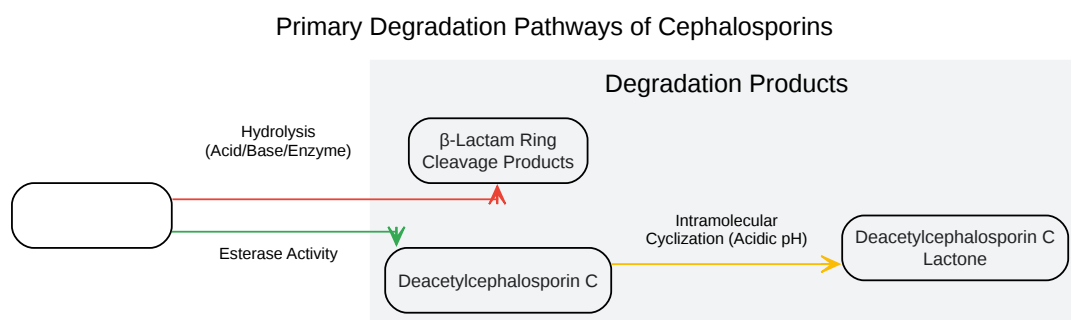 Primary Degradation Pathways of Cephalosporins
Degradation Products
Hydrolysis
(Acid/Base/Enzyme)
β-Lactam Ring
Cleavage Products
Esterase Activity
Deacetylcephalosporin C
Intramolecular
Cyclization (Acidic pH)
Deacetylcephalosporin C
Lactone